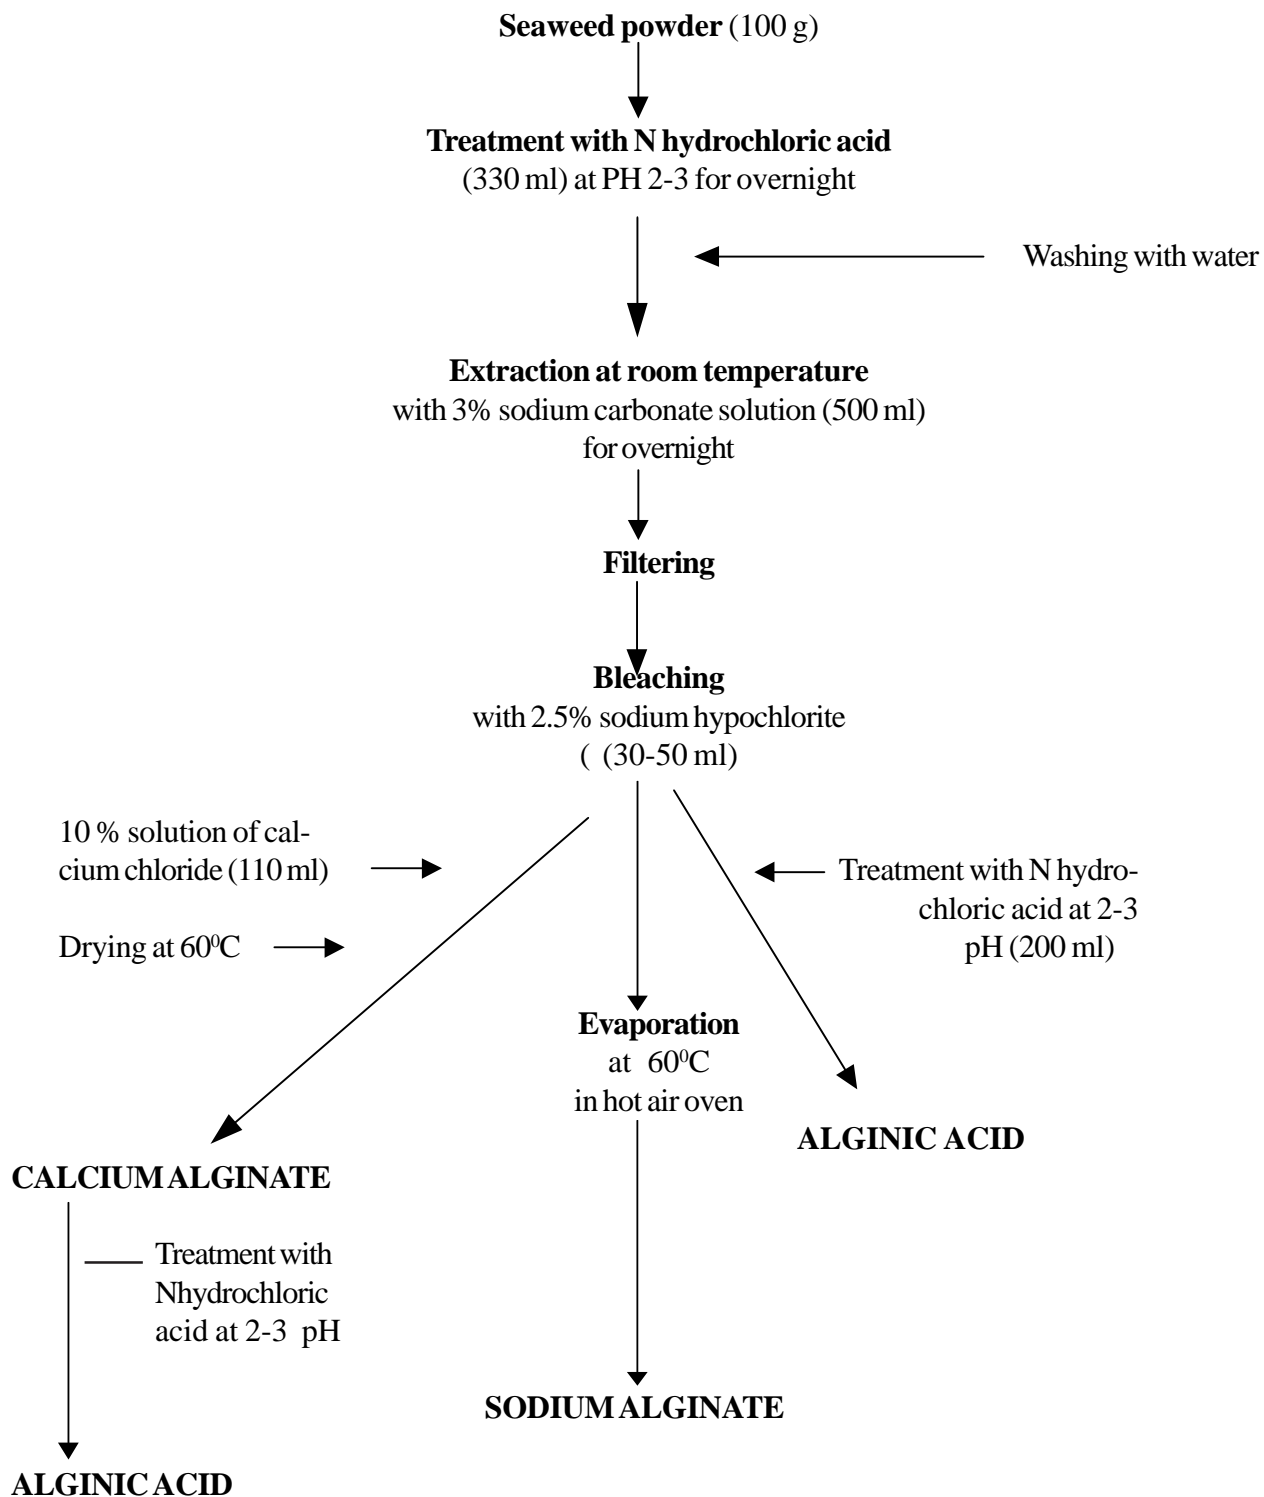 Seaweed powder (100 g)
Treatment with N hydrochloric acid
(330 ml) at PH 2-3 for overnight
Washing with water
Extraction at room temperature
with 3% sodium carbonate solution (500 ml)
for overnight
Filtering
Bleaching
with 2.5% sodium hypochlorite
( (30-50 ml)
10 % solution of cal-
cium chloride (110 ml)
Drying at 60⁰C
Treatment with N hydro-
chloric acid at 2-3
pH (200 ml)
Evaporation
at 60⁰C
in hot air oven
ALGINIC ACID
CALCIUM ALGINATE
Treatment with
Nhydrochloric
acid at 2-3 pH
SODIUM ALGINATE
ALGINIC ACID